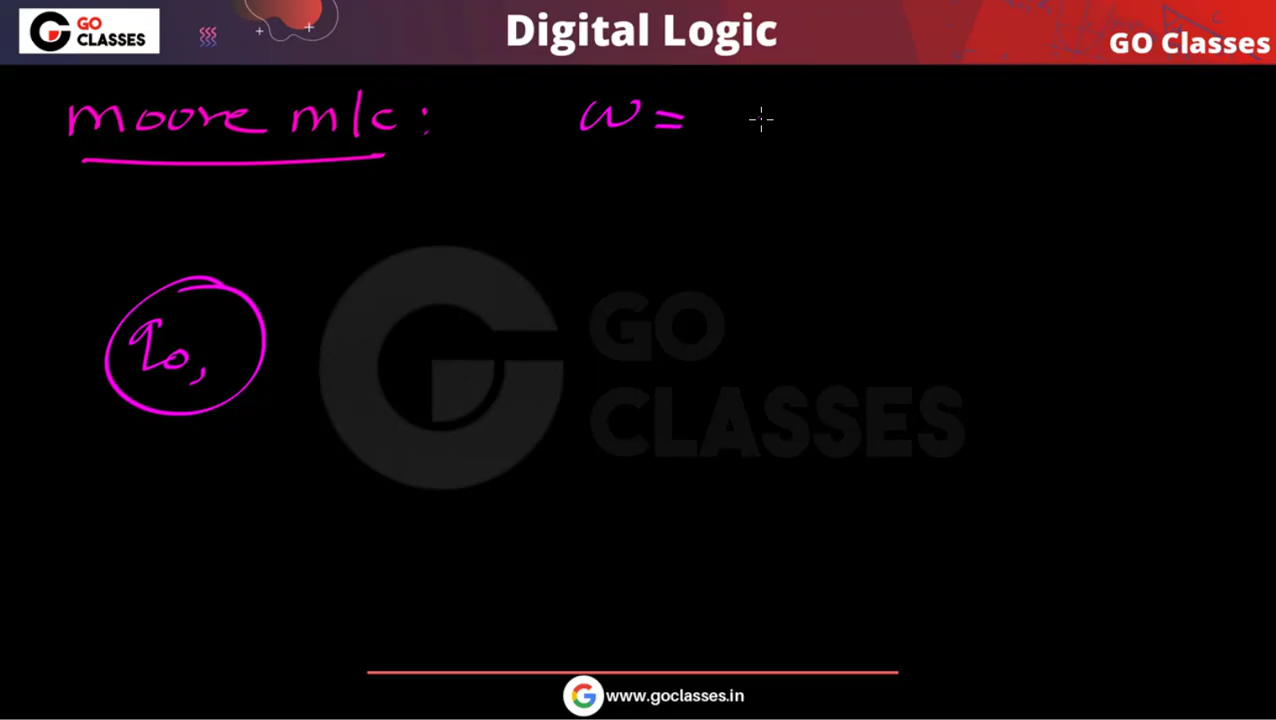 GO
CLASSES
Digital Logic
GO Classes
moore m/c :
w =
q0,
GO
CLASSES
www.goclasses.in